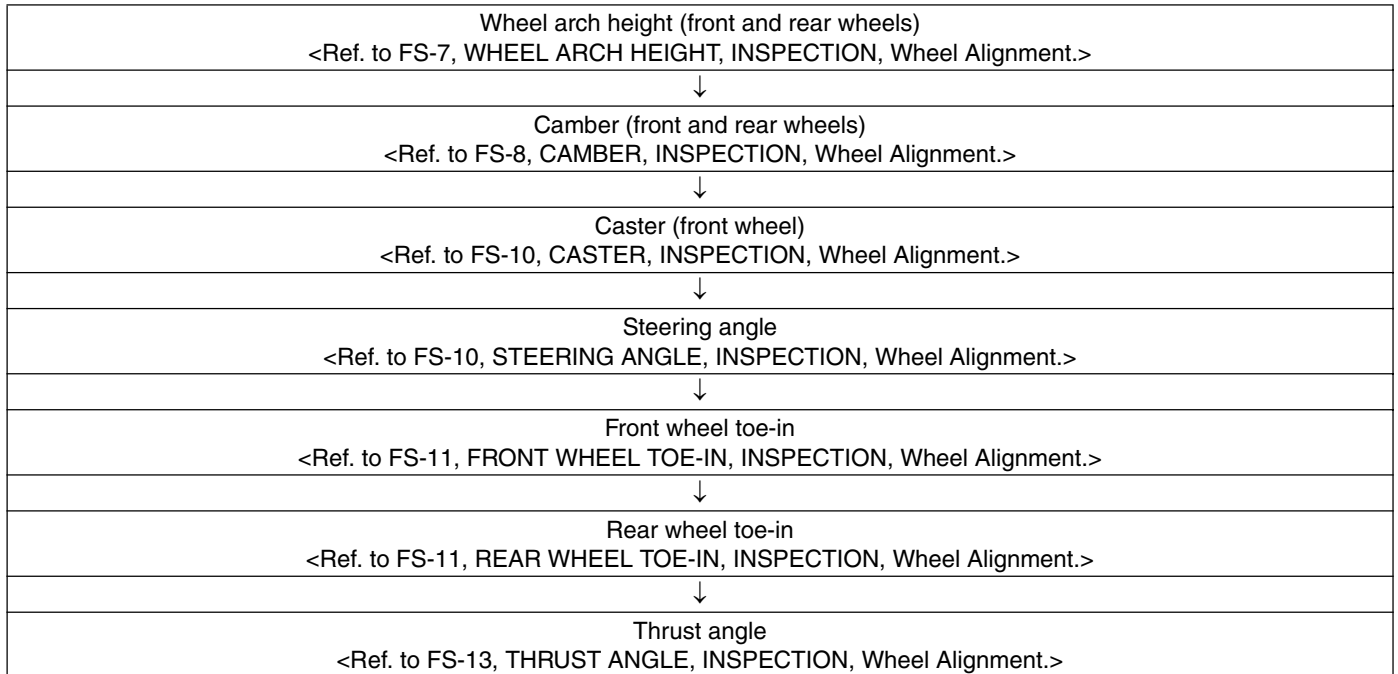 Wheel arch height (front and rear wheels)
<Ref. to FS-7, WHEEL ARCH HEIGHT, INSPECTION, Wheel Alignment.>
↓
Camber (front and rear wheels)
<Ref. to FS-8, CAMBER, INSPECTION, Wheel Alignment.>
↓
Caster (front wheel)
<Ref. to FS-10, CASTER, INSPECTION, Wheel Alignment.>
↓
Steering angle
<Ref. to FS-10, STEERING ANGLE, INSPECTION, Wheel Alignment.>
↓
Front wheel toe-in
<Ref. to FS-11, FRONT WHEEL TOE-IN, INSPECTION, Wheel Alignment.>
↓
Rear wheel toe-in
<Ref. to FS-11, REAR WHEEL TOE-IN, INSPECTION, Wheel Alignment.>
↓
Thrust angle
<Ref. to FS-13, THRUST ANGLE, INSPECTION, Wheel Alignment.>